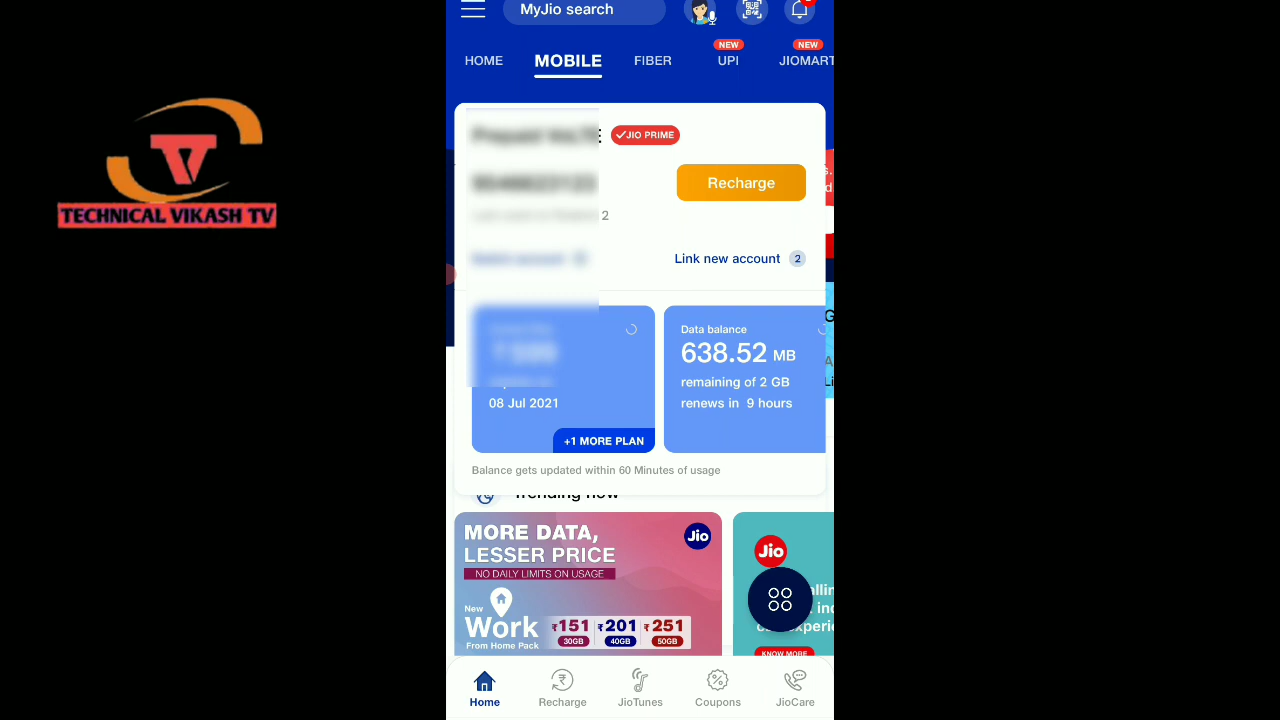 MyJio search
HOME
MOBILE
FIBER
NEW
UPI
NEW
JIOMART
JIO PRIME
Recharge
2
Link new account 2
08 Jul 2021
+1 MORE PLAN
Data balance
638.52 MB
remaining of 2 GB
renews in 9 hours
Balance gets updated within 60 Minutes of usage
Trending now
MORE DATA,
LESSER PRICE
NO DAILY LIMITS ON USAGE
Jio
New
Work
From Home Pack
₹151 ₹201 ₹251
30GB 40GB 50GB
Jio
KNOW MORE
Home
Recharge
JioTunes
Coupons
JioCare
TECHNICAL VIKASH TV